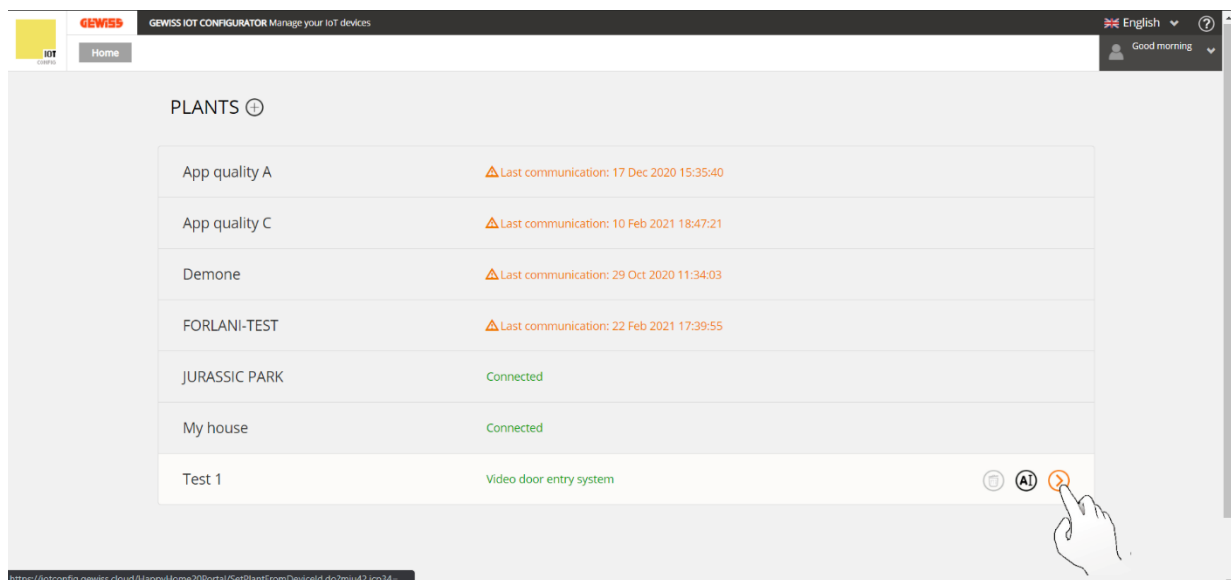 GEWISS GEWISS IOT CONFIGURATOR Manage your IoT devices English ?
IOT
CONFIG
Home Good morning
PLANTS
App quality A Last communication: 17 Dec 2020 15:35:40
App quality C Last communication: 10 Feb 2021 18:47:21
Demone Last communication: 29 Oct 2020 11:34:03
FORLANI-TEST Last communication: 22 Feb 2021 17:39:55
JURASSIC PARK Connected
My house Connected
Test 1 Video door entry system AI